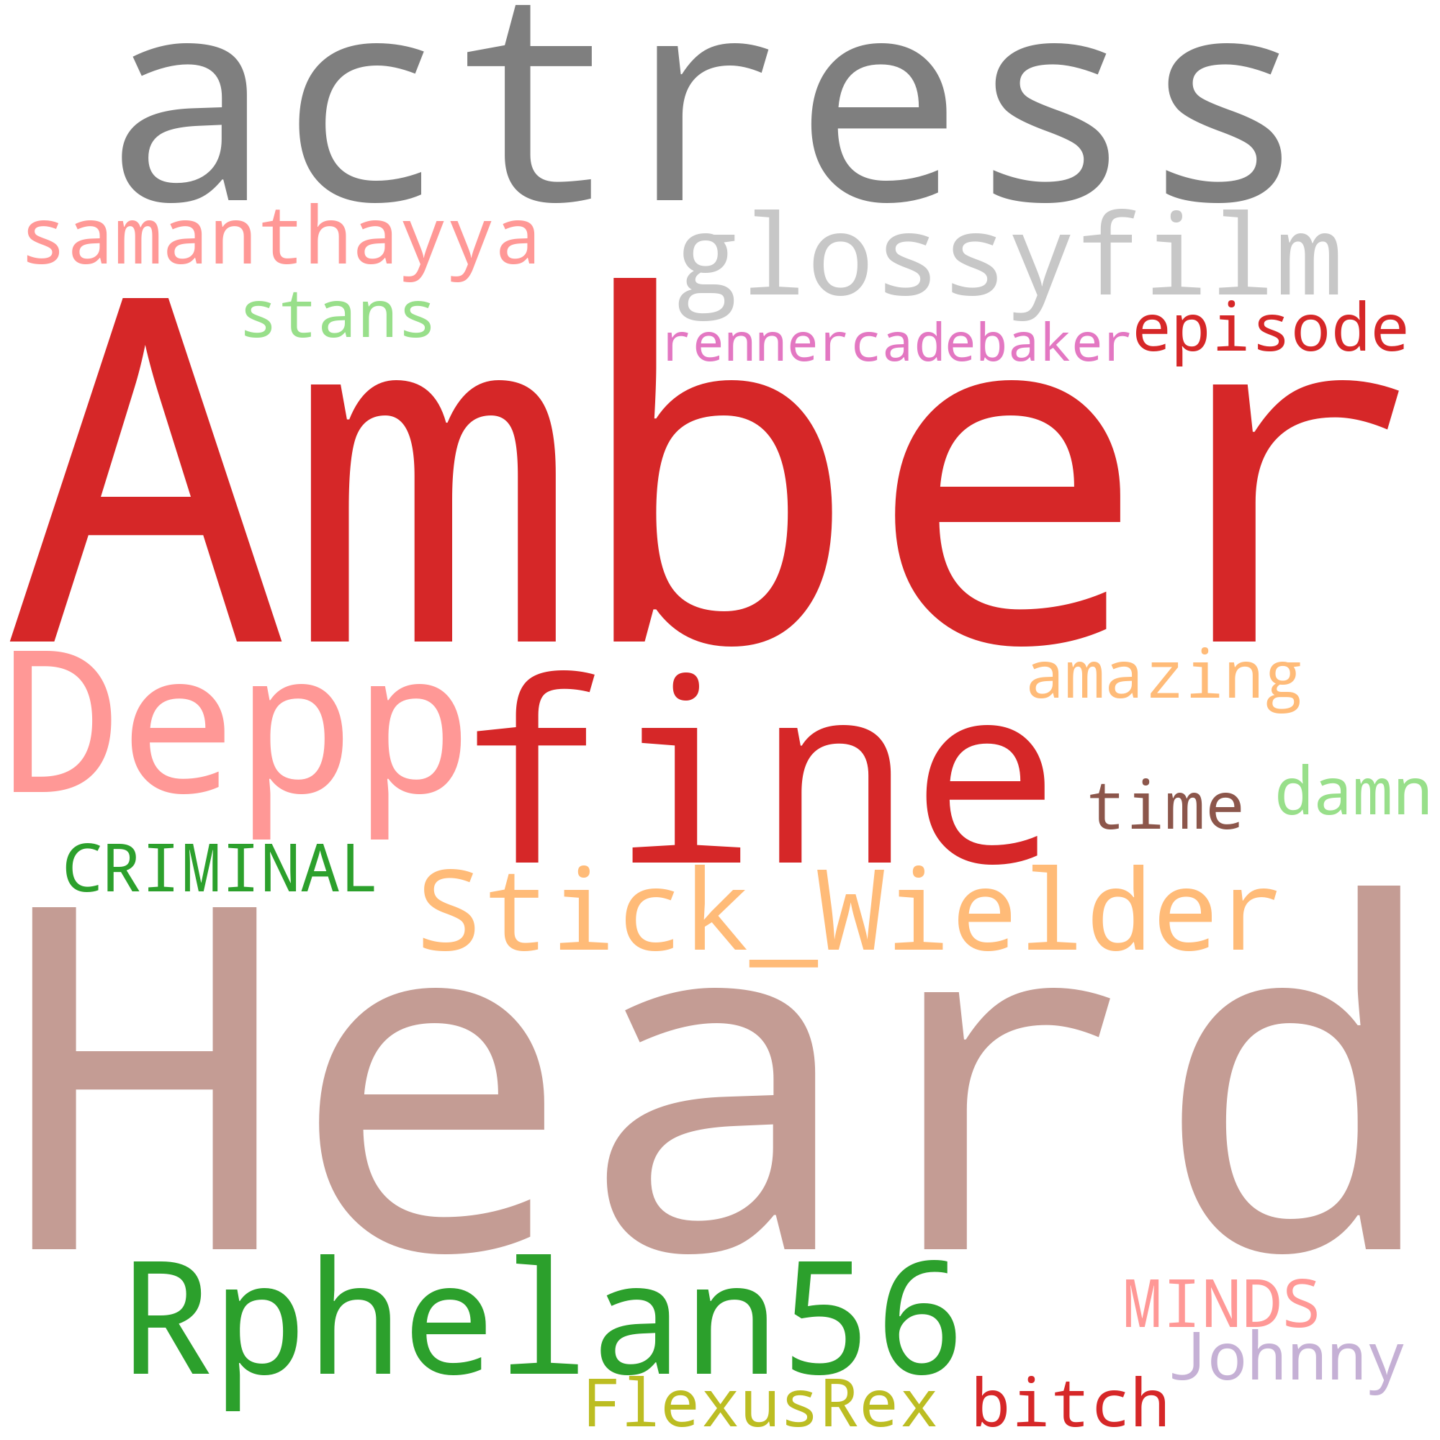 actress
samanthayya glossyfilm
stans rennercadebaker episode
Amber
Depp fine amazing
time damn
CRIMINAL Stick_Wielder
Heard
Rphelan56 MINDS
Johnny
FlexusRex bitch